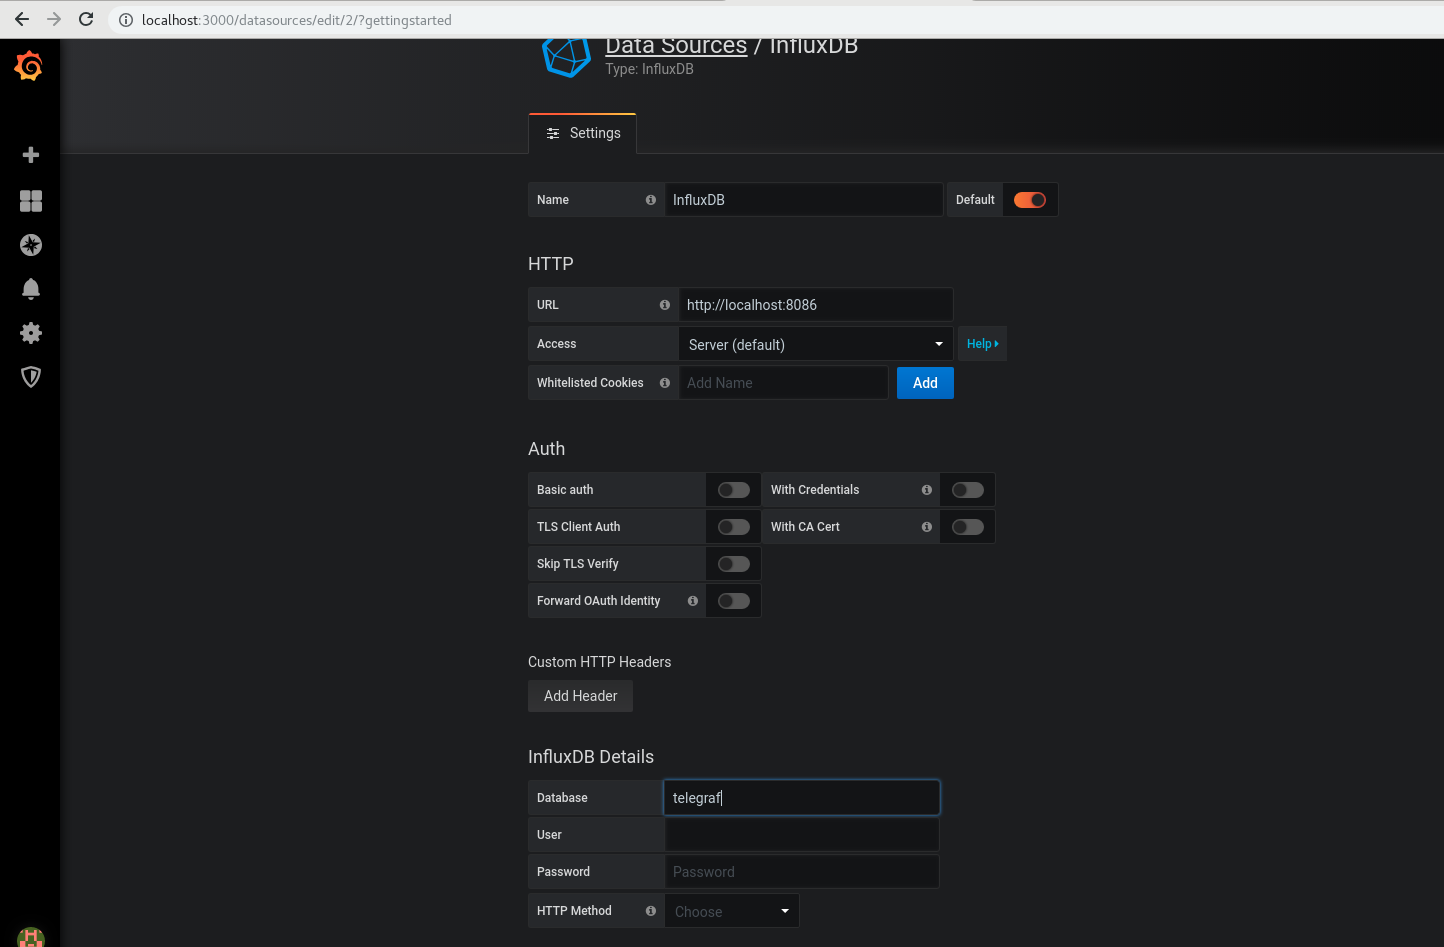 localhost:3000/datasources/edit/2/?gettingstarted
Data Sources / InfluxDB
Type: InfluxDB
Settings
Name InfluxDB Default
HTTP
URL http://localhost:8086
Access Server (default) Help
Whitelisted Cookies Add Name Add
Auth
Basic auth With Credentials
TLS Client Auth With CA Cert
Skip TLS Verify
Forward OAuth Identity
Custom HTTP Headers
Add Header
InfluxDB Details
Database telegraf
User
Password Password
HTTP Method Choose